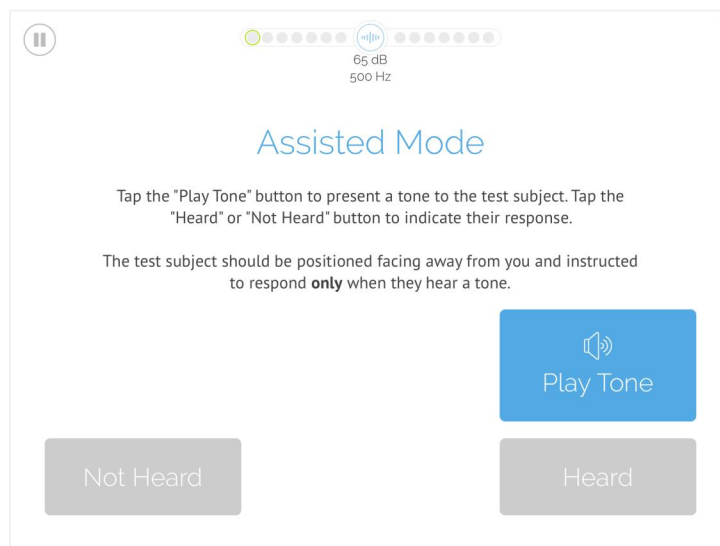 65 dB
500 Hz
Assisted Mode
Tap the "Play Tone" button to present a tone to the test subject. Tap the
"Heard" or "Not Heard" button to indicate their response.
The test subject should be positioned facing away from you and instructed
to respond only when they hear a tone.
Play Tone
Not Heard
Heard